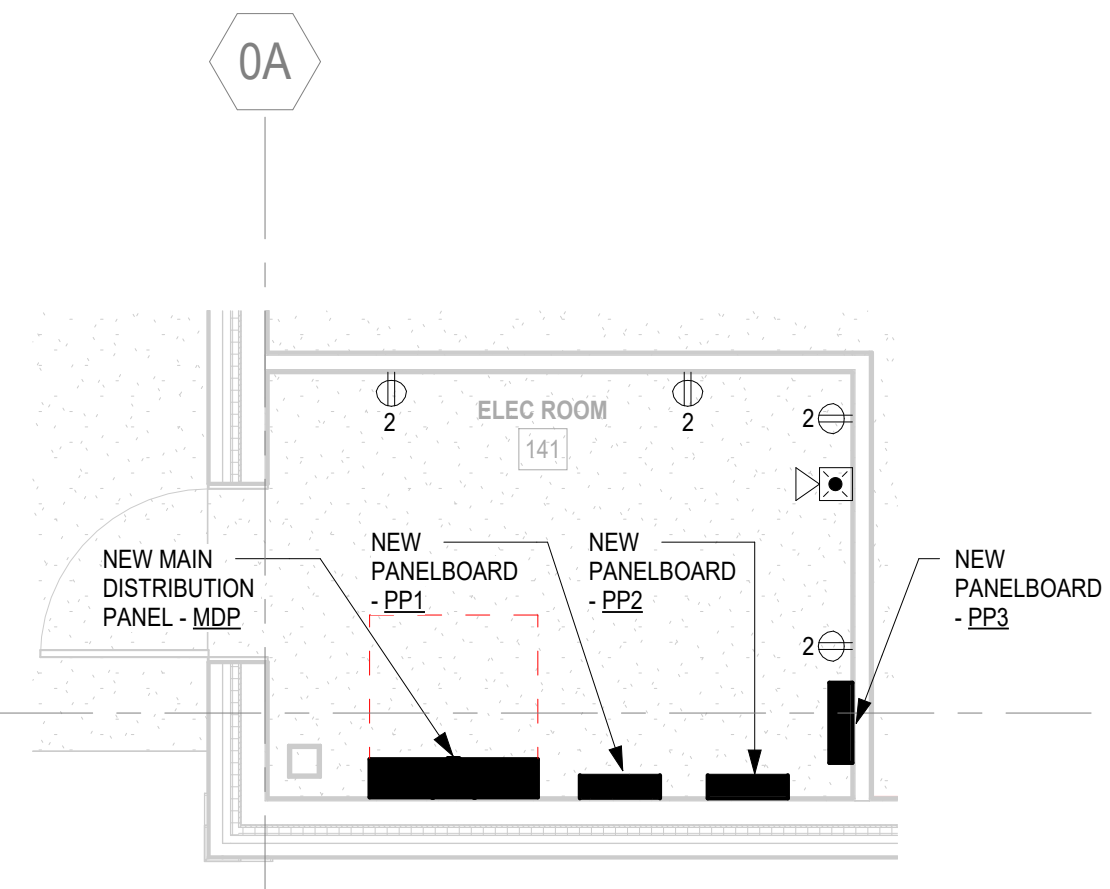 0A
2
2
2
ELEC ROOM
141
NEW MAIN
DISTRIBUTION
PANEL - MDP
NEW
PANELBOARD
- PP1
NEW
PANELBOARD
- PP2
NEW
PANELBOARD
- PP3
2